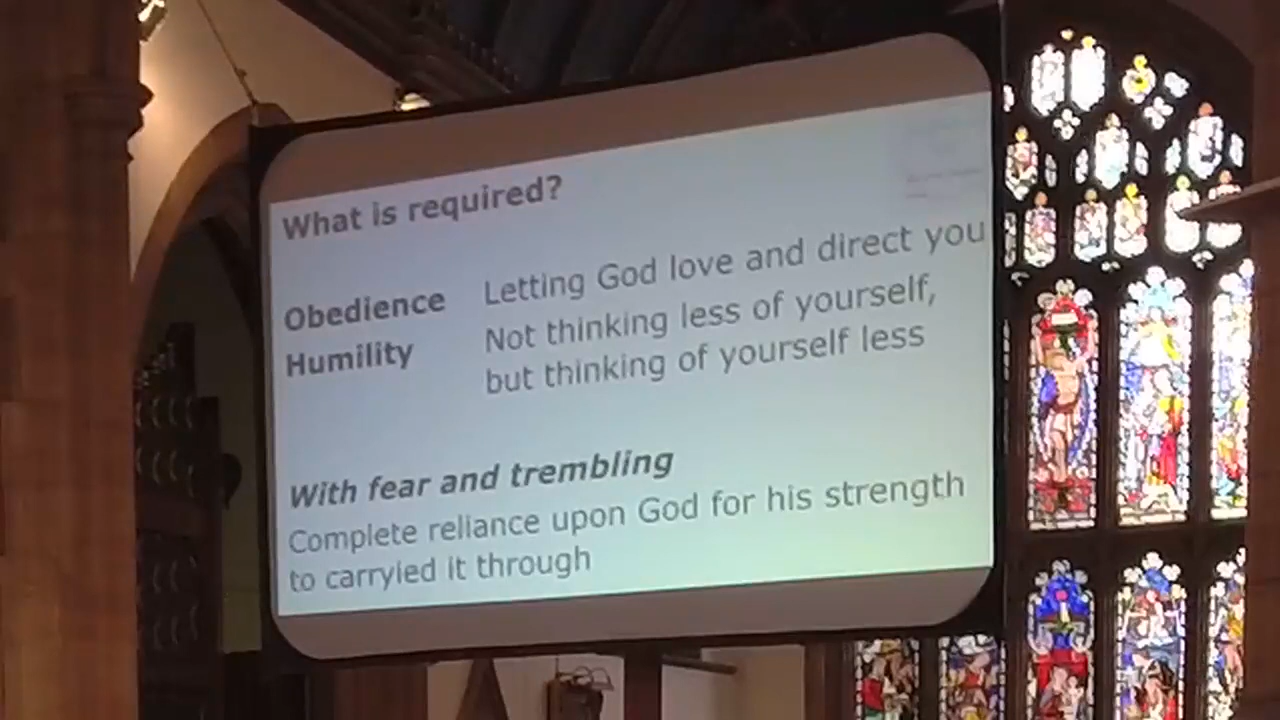 What is required?
Obedience Letting God love and direct you
Humility Not thinking less of yourself,
but thinking of yourself less
With fear and trembling
Complete reliance upon God for his strength
to carryied it through